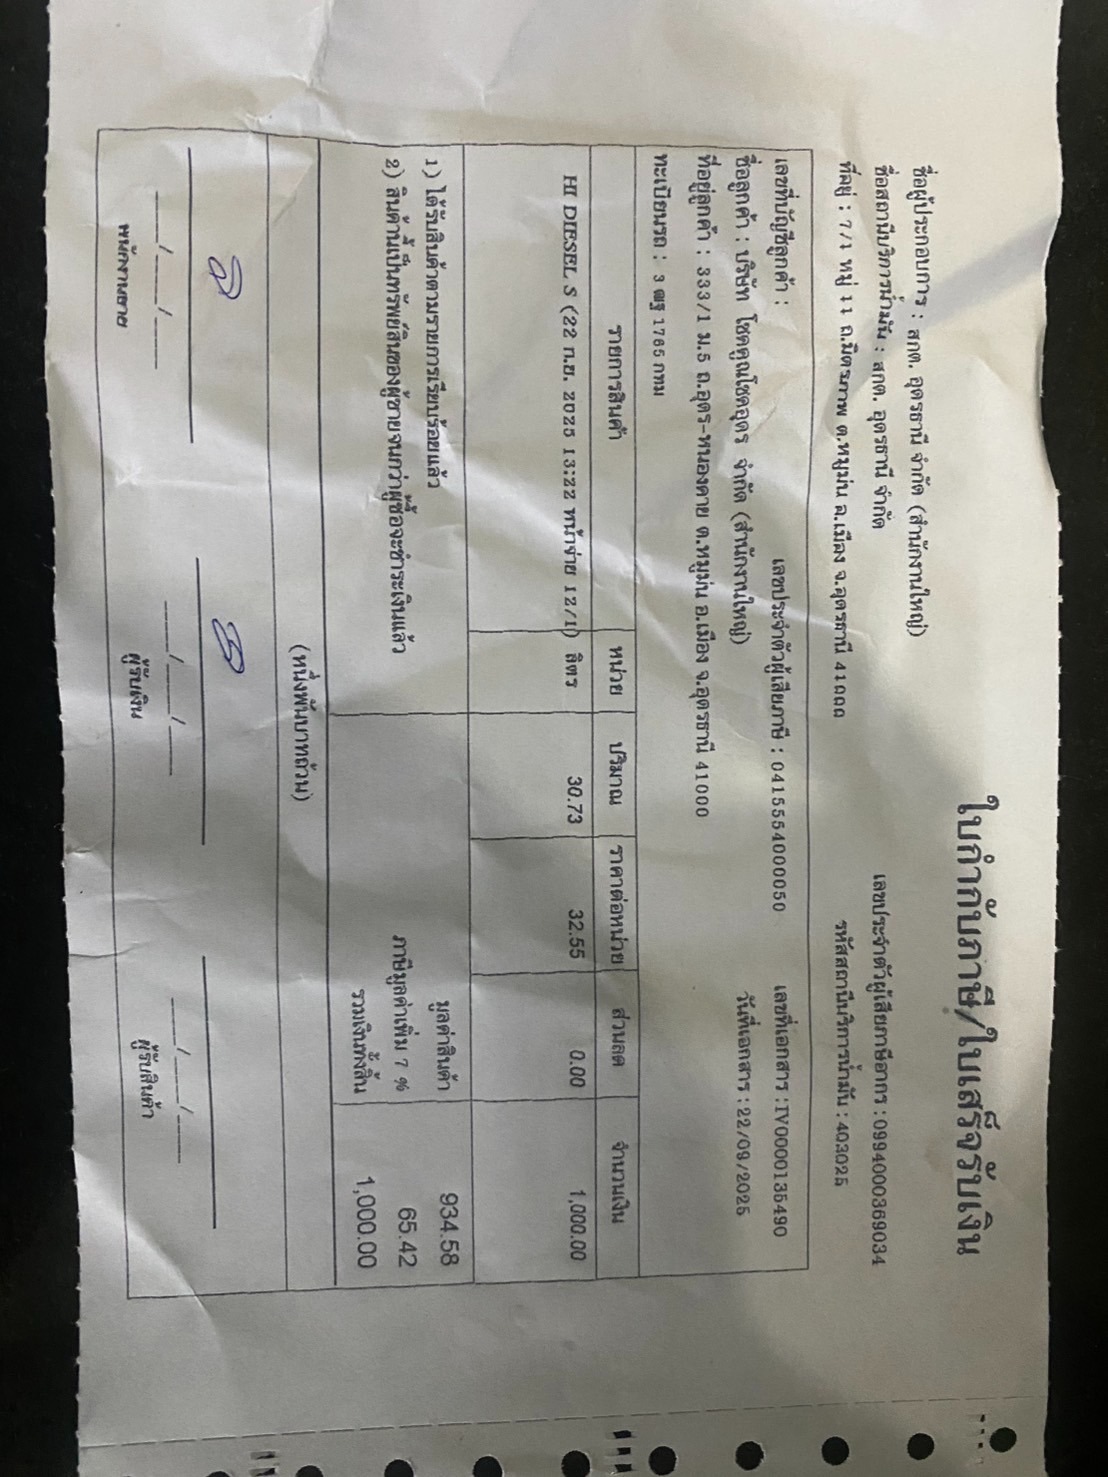 ใบกำกับภาษี/ใบเสร็จรับเงิน
ชื่อผู้ประกอบการ : สกต. อุดรธานี จำกัด (สำนักงานใหญ่)
ชื่อสถานีบริการน้ำมัน : สกต. อุดรธานี จำกัด เลขประจำตัวผู้เสียภาษีอากร : 0994000369034
ที่อยู่ : 7/1 หมู่ 11 ถ.มิตรภาพ ต.หมูม่น อ.เมือง จ.อุดรธานี 41000 รหัสสถานีบริการน้ำมัน : 403025
เลขที่บัญชีลูกค้า : เลขประจำตัวผู้เสียภาษี : 0415554000050 เลขที่เอกสาร : IV0000135490
ชื่อลูกค้า : บริษัท โชคคูณโชคอุดร จำกัด (สำนักงานใหญ่) วันที่เอกสาร : 22/09/2025
ที่อยู่ลูกค้า : 333/1 ม.5 ถ.อุดร-หนองคาย ต.หมูม่น อ.เมือง จ.อุดรธานี 41000
ทะเบียนรถ : 3 ฒฐ 1765 กทม
รายการสินค้า หน่วย ปริมาณ ราคาต่อหน่วย ส่วนลด จำนวนเงิน
HI DIESEL S (22 ก.ย. 2025 13:22 หน้าจ่าย 12/1) ลิตร 30.73 32.55 0.00 1,000.00
1) ได้รับสินค้าตามรายการเรียบร้อยแล้ว มูลค่าสินค้า 934.58
2) สินค้านี้เป็นทรัพย์สินของผู้ขายจนกว่าผู้ซื้อจะชำระเงินแล้ว ภาษีมูลค่าเพิ่ม 7 % 65.42
รวมเงินทั้งสิ้น 1,000.00
(หนึ่งพันบาทถ้วน)
___/___/___ ___/___/___ ___/___/___
พนักงานขาย ผู้รับเงิน ผู้รับสินค้า